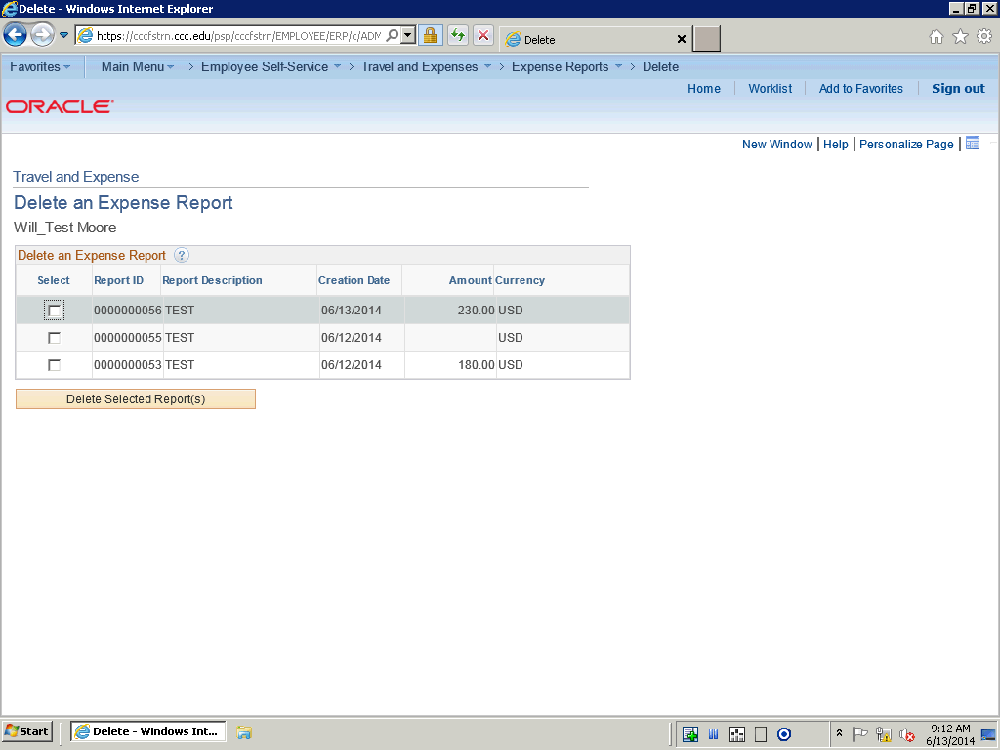 Delete - Windows Internet Explorer
https://cccfstrn.ccc.edu/psp/cccfstrn/EMPLOYEE/ERP/c/ADM
Delete
Favorites Main Menu > Employee Self-Service > Travel and Expenses > Expense Reports > Delete
Home Worklist Add to Favorites Sign out
ORACLE
New Window | Help | Personalize Page |
Travel and Expense
Delete an Expense Report
Will_Test Moore
Delete an Expense Report ?
Select Report ID Report Description Creation Date Amount Currency
0000000056 TEST 06/13/2014 230.00 USD
0000000055 TEST 06/12/2014 USD
0000000053 TEST 06/12/2014 180.00 USD
Delete Selected Report(s)
Start Delete - Windows Int...
9:12 AM
6/13/2014